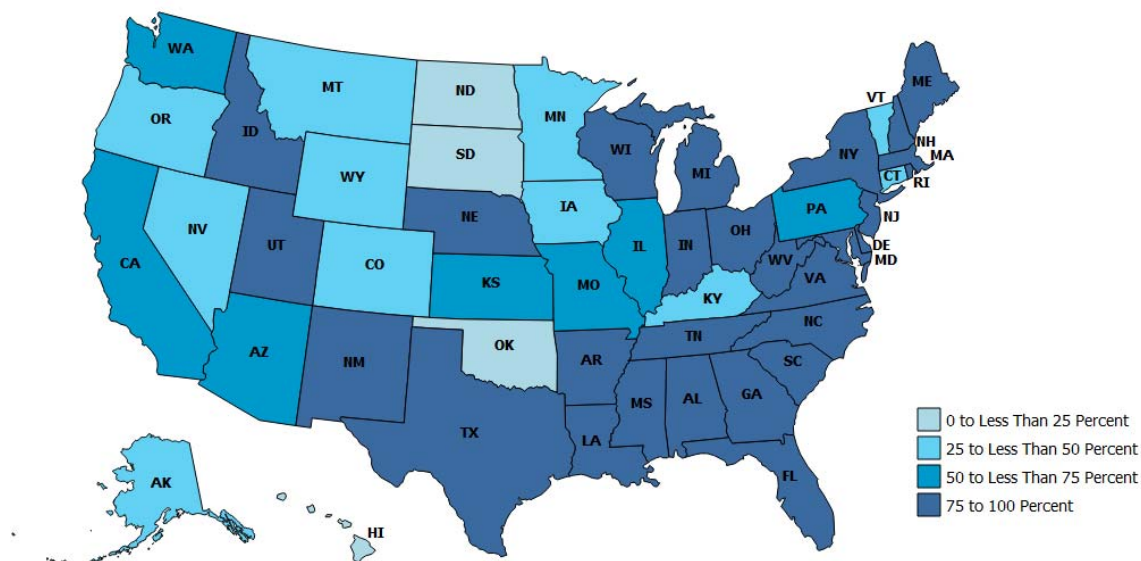 WA
MT
ND
MN
ME
VT
OR
ID
SD
WI
NY
NH
MA
WY
MI
CT
RI
IA
PA
NE
NJ
NV
UT
CO
IL
IN
OH
DE
WV
MD
CA
KS
MO
VA
KY
NC
TN
AZ
NM
OK
AR
SC
MS
AL
GA
TX
LA
FL
AK
HI
0 to Less Than 25 Percent
25 to Less Than 50 Percent
50 to Less Than 75 Percent
75 to 100 Percent